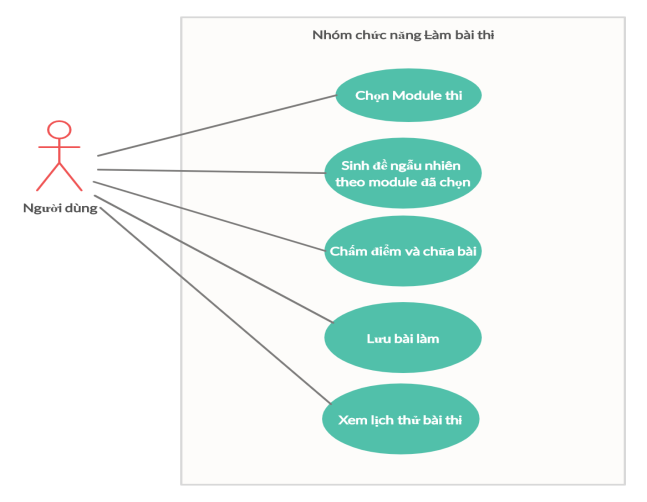 Nhóm chức năng Làm bài thi
Chọn Module thi
Sinh đề ngẫu nhiên
theo module đã chọn
Người dùng
Chấm điểm và chữa bài
Lưu bài làm
Xem lịch thử bài thi